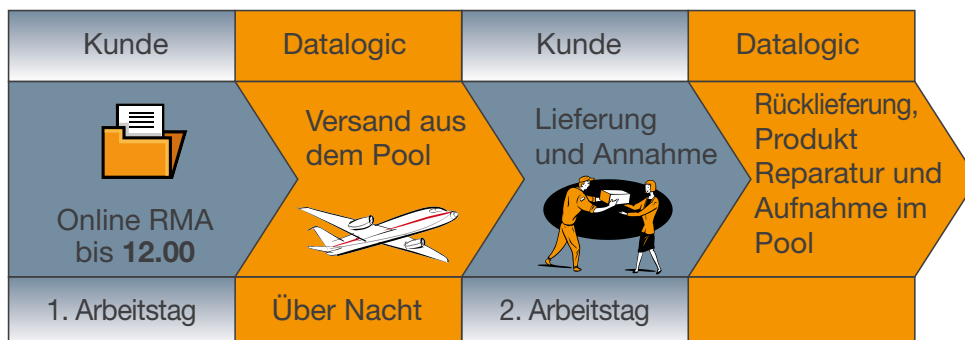 Kunde
Datalogic
Kunde
Datalogic
Online RMA
bis 12.00
Versand aus
dem Pool
Lieferung
und Annahme
Rücklieferung,
Produkt
Reparatur und
Aufnahme im
Pool
1. Arbeitstag
Über Nacht
2. Arbeitstag